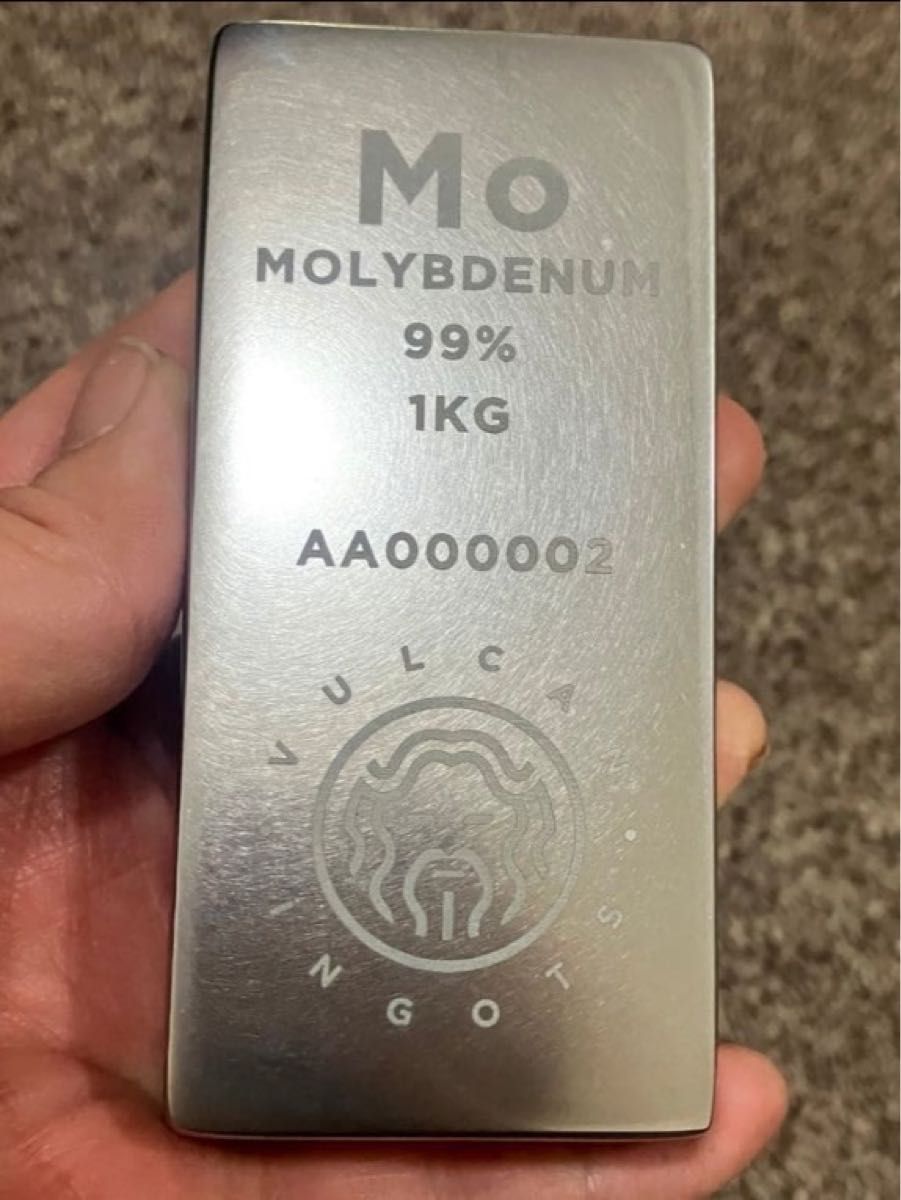 Mo
MOLYBDENUM
99%
1KG
AA000002
VULCAN
INGOTS